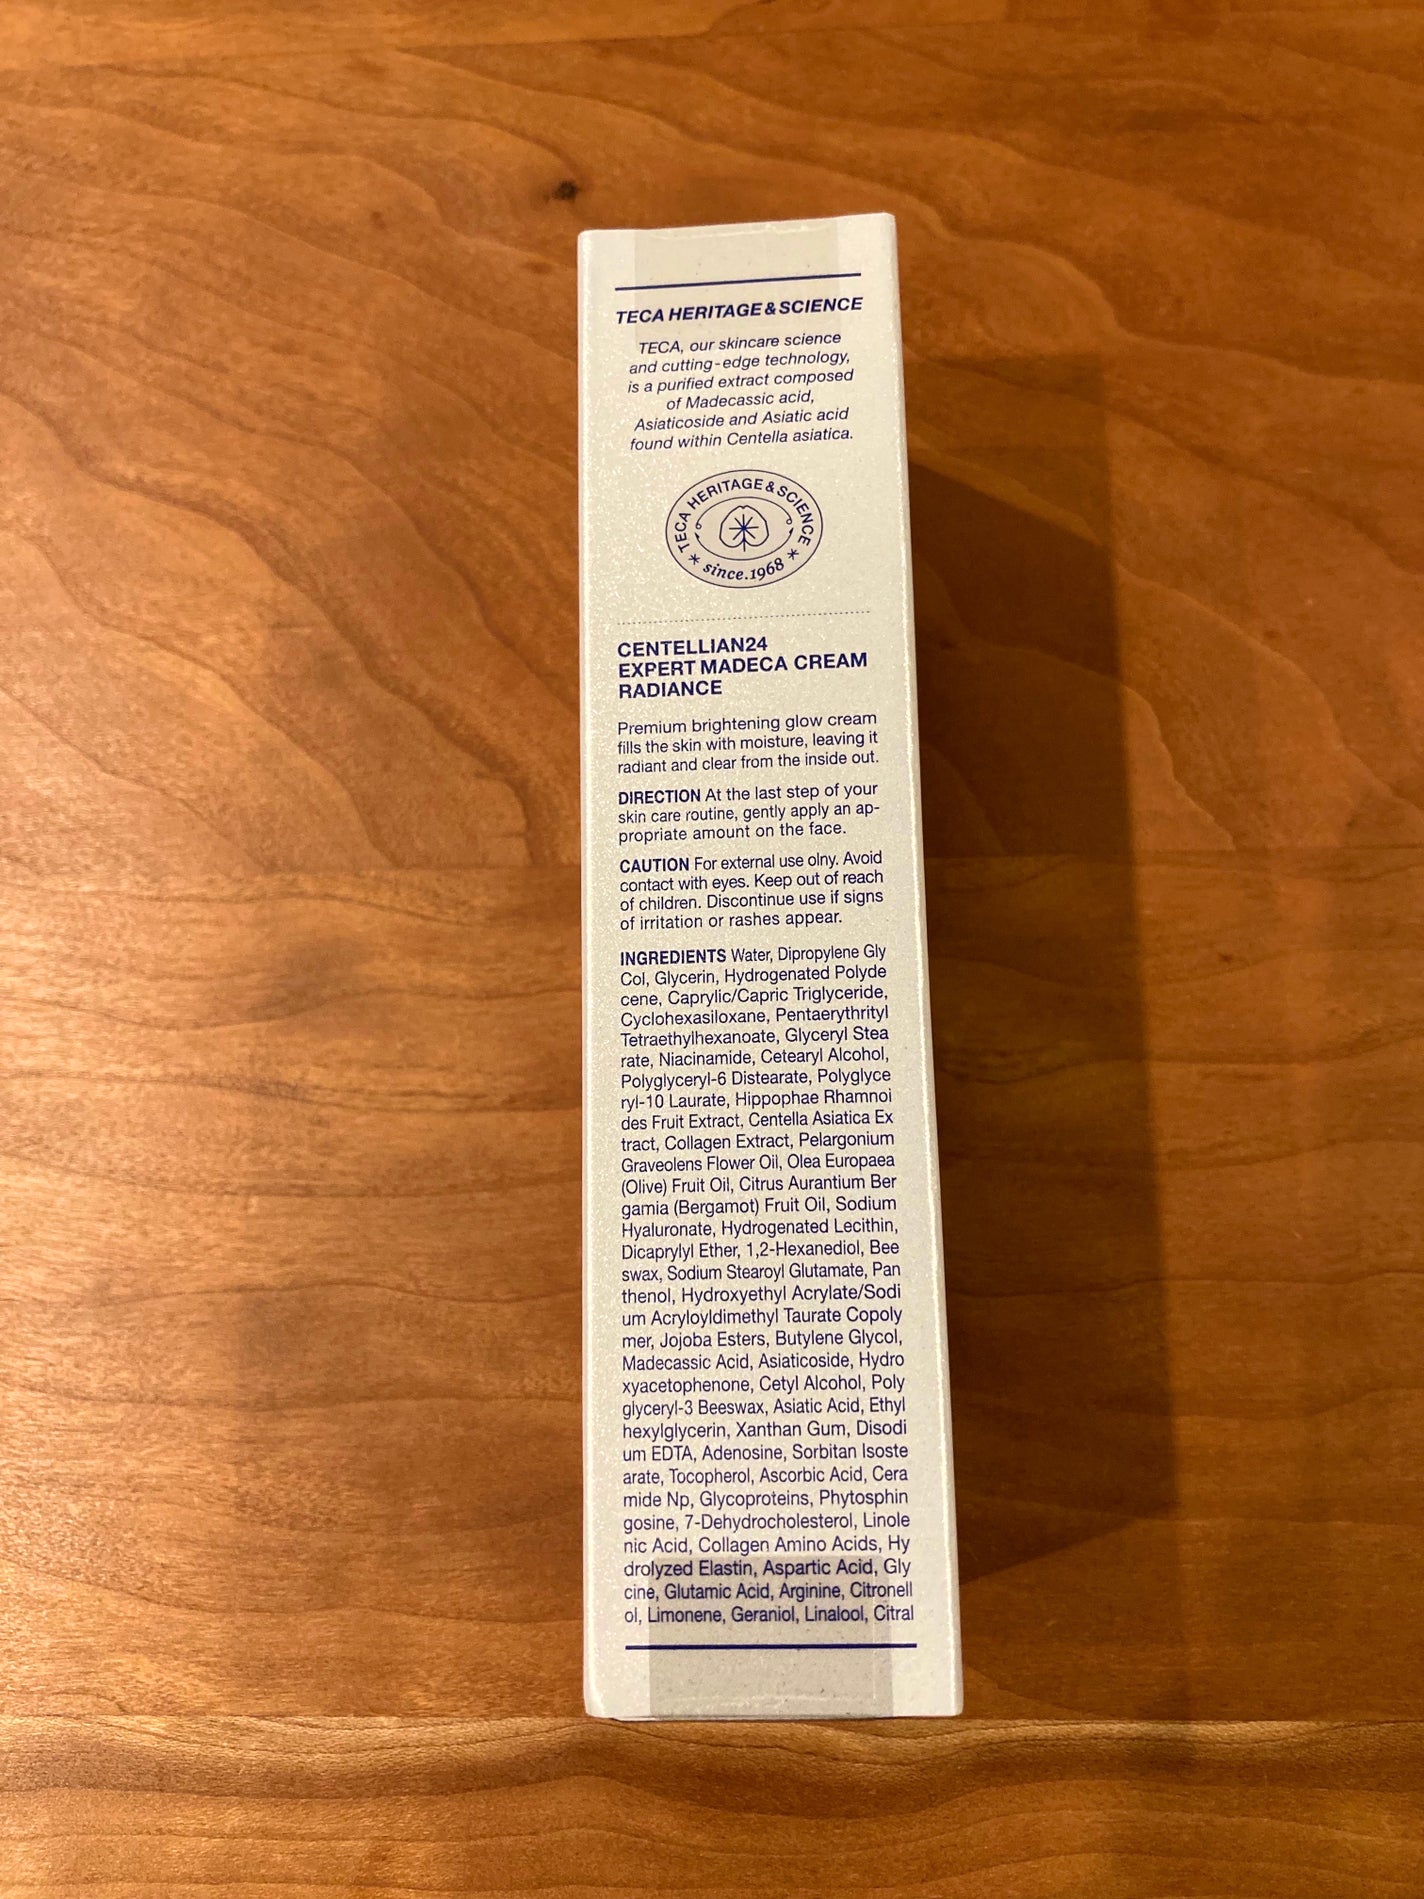 TECA HERITAGE&SCIENCE
TECA, our skincare science
and cutting-edge technology,
is a purified extract composed
of Madecassic acid,
Asiaticoside and Asiatic acid
found within Centella asiatica.
TECA HERITAGE&SCIENCE
since.1968
CENTELLIAN24
EXPERT MADECA CREAM
RADIANCE
Premium brightening glow cream
fills the skin with moisture, leaving it
radiant and clear from the inside out.
DIRECTION At the last step of your
skin care routine, gently apply an ap-
propriate amount on the face.
CAUTION For external use olny. Avoid
contact with eyes. Keep out of reach
of children. Discontinue use if signs
of irritation or rashes appear.
INGREDIENTS Water, Dipropylene Gly
Col, Glycerin, Hydrogenated Polyde
cene, Caprylic/Capric Triglyceride,
Cyclohexasiloxane, Pentaerythrityl
Tetraethylhexanoate, Glyceryl Stea
rate, Niacinamide, Cetearyl Alcohol,
Polyglyceryl-6 Distearate, Polyglyce
ryl-10 Laurate, Hippophae Rhamnoi
des Fruit Extract, Centella Asiatica Ex
tract, Collagen Extract, Pelargonium
Graveolens Flower Oil, Olea Europaea
(Olive) Fruit Oil, Citrus Aurantium Ber
gamia (Bergamot) Fruit Oil, Sodium
Hyaluronate, Hydrogenated Lecithin,
Dicaprylyl Ether, 1,2-Hexanediol, Bee
swax, Sodium Stearoyl Glutamate, Pan
thenol, Hydroxyethyl Acrylate/Sodi
um Acryloyldimethyl Taurate Copoly
mer, Jojoba Esters, Butylene Glycol,
Madecassic Acid, Asiaticoside, Hydro
xyacetophenone, Cetyl Alcohol, Poly
glyceryl-3 Beeswax, Asiatic Acid, Ethyl
hexylglycerin, Xanthan Gum, Disodi
um EDTA, Adenosine, Sorbitan Isoste
arate, Tocopherol, Ascorbic Acid, Cera
mide Np, Glycoproteins, Phytosphin
gosine, 7-Dehydrocholesterol, Linole
nic Acid, Collagen Amino Acids, Hy
drolyzed Elastin, Aspartic Acid, Gly
cine, Glutamic Acid, Arginine, Citronell
ol, Limonene, Geraniol, Linalool, Citral